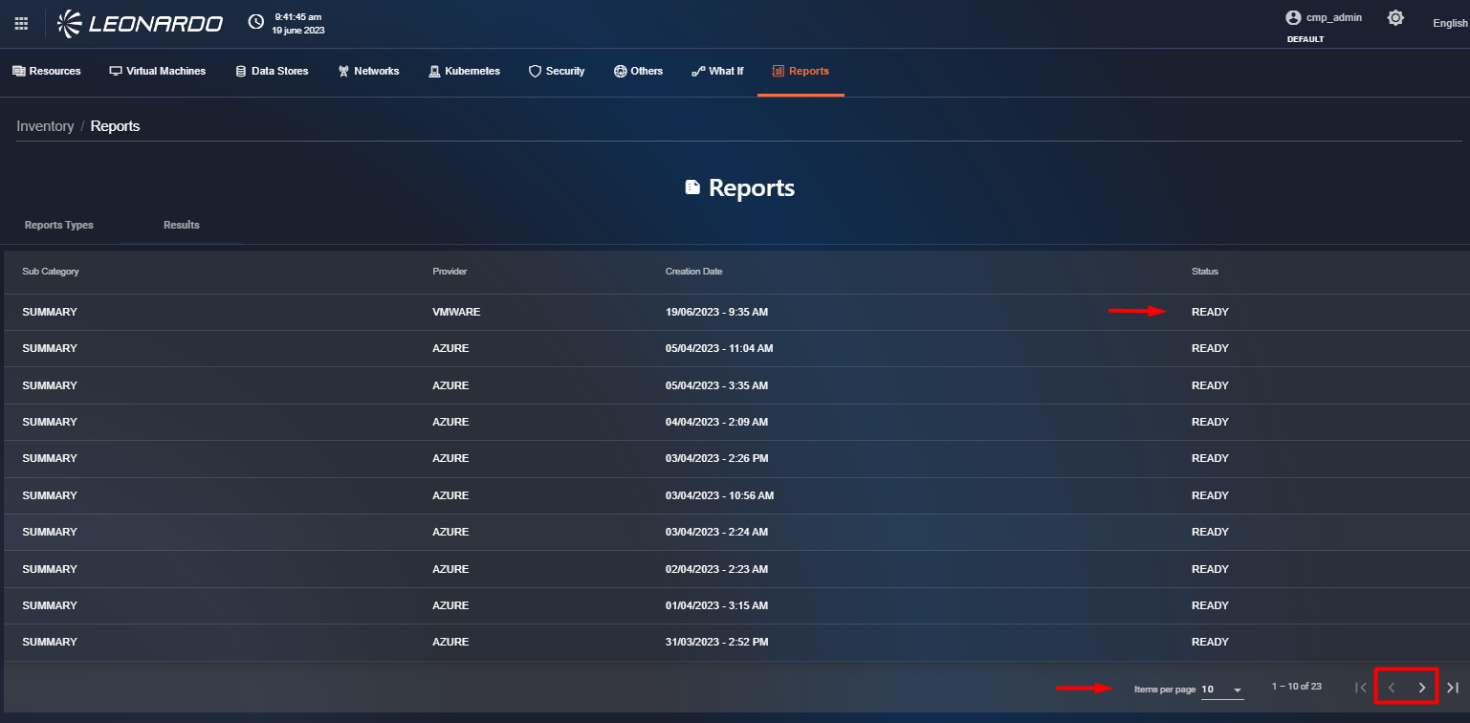 LEONARDO
9:41:45 am
19 june 2023
cmp_admin
DEFAULT
English
Resources Virtual Machines Data Stores Networks Kubernetes Security Others What If Reports
Inventory / Reports
Reports
Reports Types Results
Sub Category Provider Creation Date Status
SUMMARY VMWARE 19/06/2023 - 9:35 AM READY
SUMMARY AZURE 05/04/2023 - 11:04 AM READY
SUMMARY AZURE 05/04/2023 - 3:35 AM READY
SUMMARY AZURE 04/04/2023 - 2:09 AM READY
SUMMARY AZURE 03/04/2023 - 2:26 PM READY
SUMMARY AZURE 03/04/2023 - 10:56 AM READY
SUMMARY AZURE 03/04/2023 - 2:24 AM READY
SUMMARY AZURE 02/04/2023 - 2:23 AM READY
SUMMARY AZURE 01/04/2023 - 3:15 AM READY
SUMMARY AZURE 31/03/2023 - 2:52 PM READY
Items per page 10 1 – 10 of 23